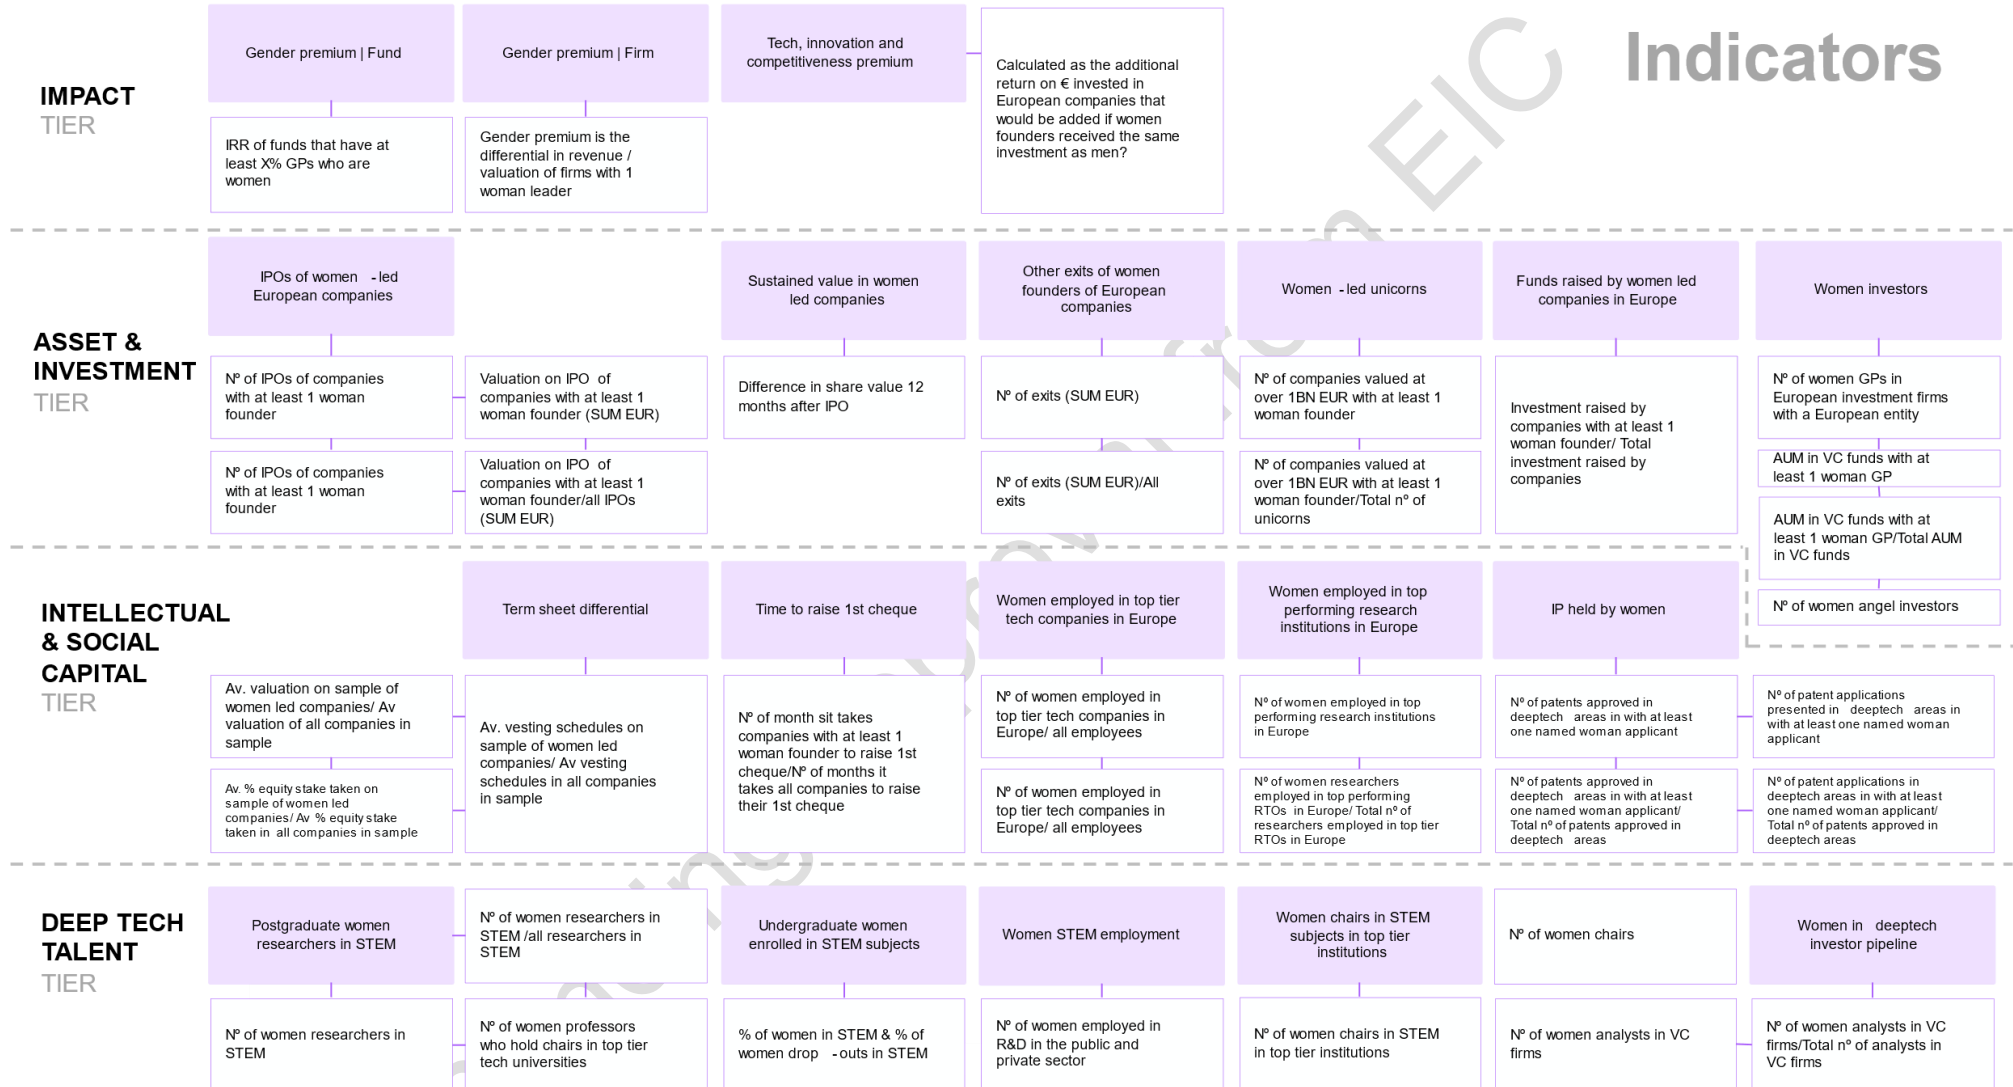 Indicators
IMPACT
TIER
Gender premium | Fund
IRR of funds that have at
least X% GPs who are
women
Gender premium | Firm
Gender premium is the
differential in revenue /
valuation of firms with 1
woman leader
Tech, innovation and
competitiveness premium
Calculated as the additional
return on € invested in
European companies that
would be added if women
founders received the same
investment as men?
ASSET &
INVESTMENT
TIER
IPOs of women -led
European companies
Nº of IPOs of companies
with at least 1 woman
founder
Valuation on IPO of
companies with at least 1
woman founder (SUM EUR)
Nº of IPOs of companies
with at least 1 woman
founder
Valuation on IPO of
companies with at least 1
woman founder/all IPOs
(SUM EUR)
Sustained value in women
led companies
Difference in share value 12
months after IPO
Other exits of women
founders of European
companies
Nº of exits (SUM EUR)
Nº of exits (SUM EUR)/All
exits
Women -led unicorns
Nº of companies valued at
over 1BN EUR with at least 1
woman founder
Nº of companies valued at
over 1BN EUR with at least 1
woman founder/Total nº of
unicorns
Funds raised by women led
companies in Europe
Investment raised by
companies with at least 1
woman founder/ Total
investment raised by
companies
Women investors
Nº of women GPs in
European investment firms
with a European entity
AUM in VC funds with at
least 1 woman GP
AUM in VC funds with at
least 1 woman GP/Total AUM
in VC funds
Nº of women angel investors
INTELLECTUAL
& SOCIAL
CAPITAL
TIER
Term sheet differential
Av. valuation on sample of
women led companies/ Av
valuation of all companies in
sample
Av. % equity stake taken on
sample of women led
companies/ Av % equity stake
taken in all companies in sample
Av. vesting schedules on
sample of women led
companies/ Av vesting
schedules in all companies
in sample
Time to raise 1st cheque
Nº of month sit takes
companies with at least 1
woman founder to raise 1st
cheque/Nº of months it
takes all companies to raise
their 1st cheque
Women employed in top tier
tech companies in Europe
Nº of women employed in
top tier tech companies in
Europe/ all employees
Nº of women employed in
top tier tech companies in
Europe/ all employees
Women employed in top
performing research
institutions in Europe
Nº of women employed in top
performing research institutions
in Europe
Nº of women researchers
employed in top performing
RTOs in Europe/ Total nº of
researchers employed in top tier
RTOs in Europe
IP held by women
Nº of patents approved in
deeptech areas in with at least
one named woman applicant
Nº of patent applications
presented in deeptech areas in
with at least one named woman
applicant
Nº of patents approved in
deeptech areas in with at least
one named woman applicant/
Total nº of patents approved in
deeptech areas
Nº of patent applications in
deeptech areas in with at least
one named woman applicant/
Total nº of patents approved in
deeptech areas
DEEP TECH
TALENT
TIER
Postgraduate women
researchers in STEM
Nº of women researchers in
STEM /all researchers in
STEM
Nº of women researchers in
STEM
Nº of women professors
who hold chairs in top tier
tech universities
Undergraduate women
enrolled in STEM subjects
% of women in STEM & % of
women drop -outs in STEM
Women STEM employment
Nº of women employed in
R&D in the public and
private sector
Women chairs in STEM
subjects in top tier
institutions
Nº of women chairs in STEM
in top tier institutions
Nº of women chairs
Nº of women analysts in VC
firms
Women in deeptech
investor pipeline
Nº of women analysts in VC
firms/Total nº of analysts in
VC firms
from EIC